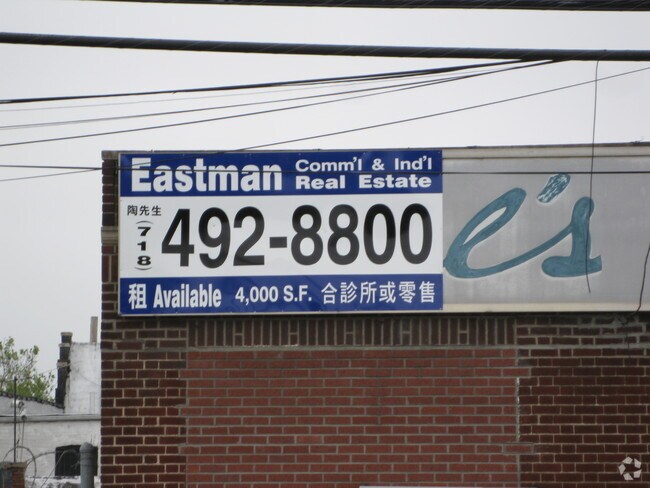 Eastman Comm'l & Ind'l
Real Estate
陶先生
(718) 492-8800
租 Available 4,000 S.F. 合診所或零售
e's